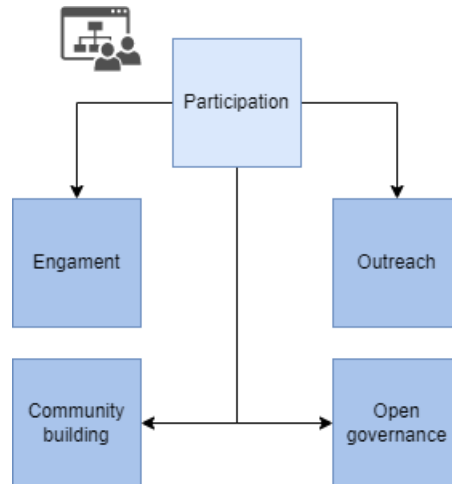 Participation
Engament
Outreach
Community
building
Open
governance